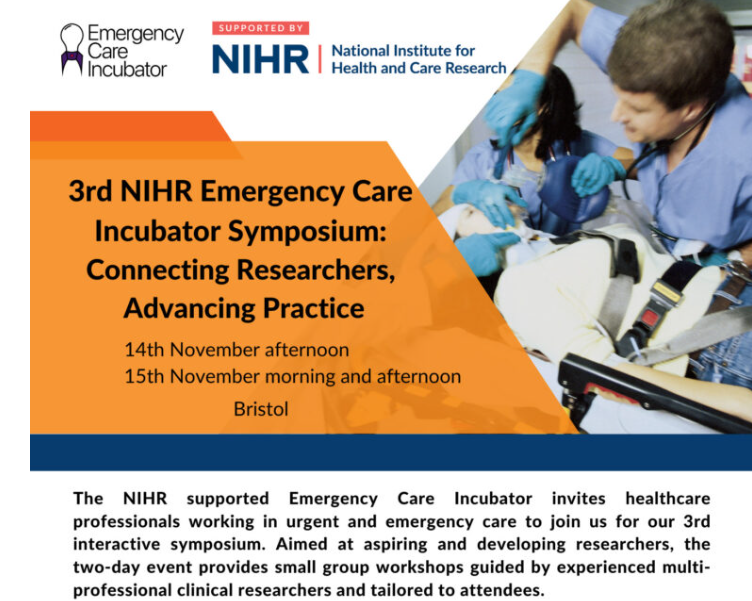 Emergency
Care
Incubator
SUPPORTED BY
NIHR | National Institute for
Health and Care Research
3rd NIHR Emergency Care
Incubator Symposium:
Connecting Researchers,
Advancing Practice
14th November afternoon
15th November morning and afternoon
Bristol
The NIHR supported Emergency Care Incubator invites healthcare
professionals working in urgent and emergency care to join us for our 3rd
interactive symposium. Aimed at aspiring and developing researchers, the
two-day event provides small group workshops guided by experienced multi-
professional clinical researchers and tailored to attendees.